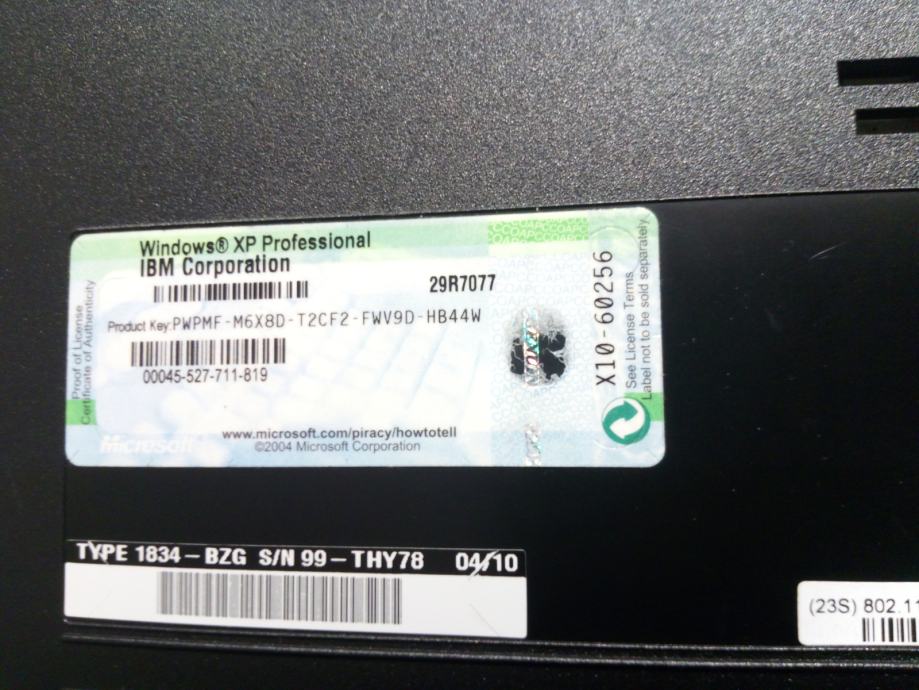 Windows® XP Professional
IBM Corporation
29R7077
Product Key:PWPMF-M6X8D-T2CF2-FWV9D-HB44W
00045-527-711-819
Proof of License
Certificate of Authenticity
Microsoft
www.microsoft.com/piracy/howtotell
©2004 Microsoft Corporation
X10-60256
See License Terms
Label not to be sold separately
TYPE 1834-BZG S/N 99-THY78 04/10
(23S) 802.11